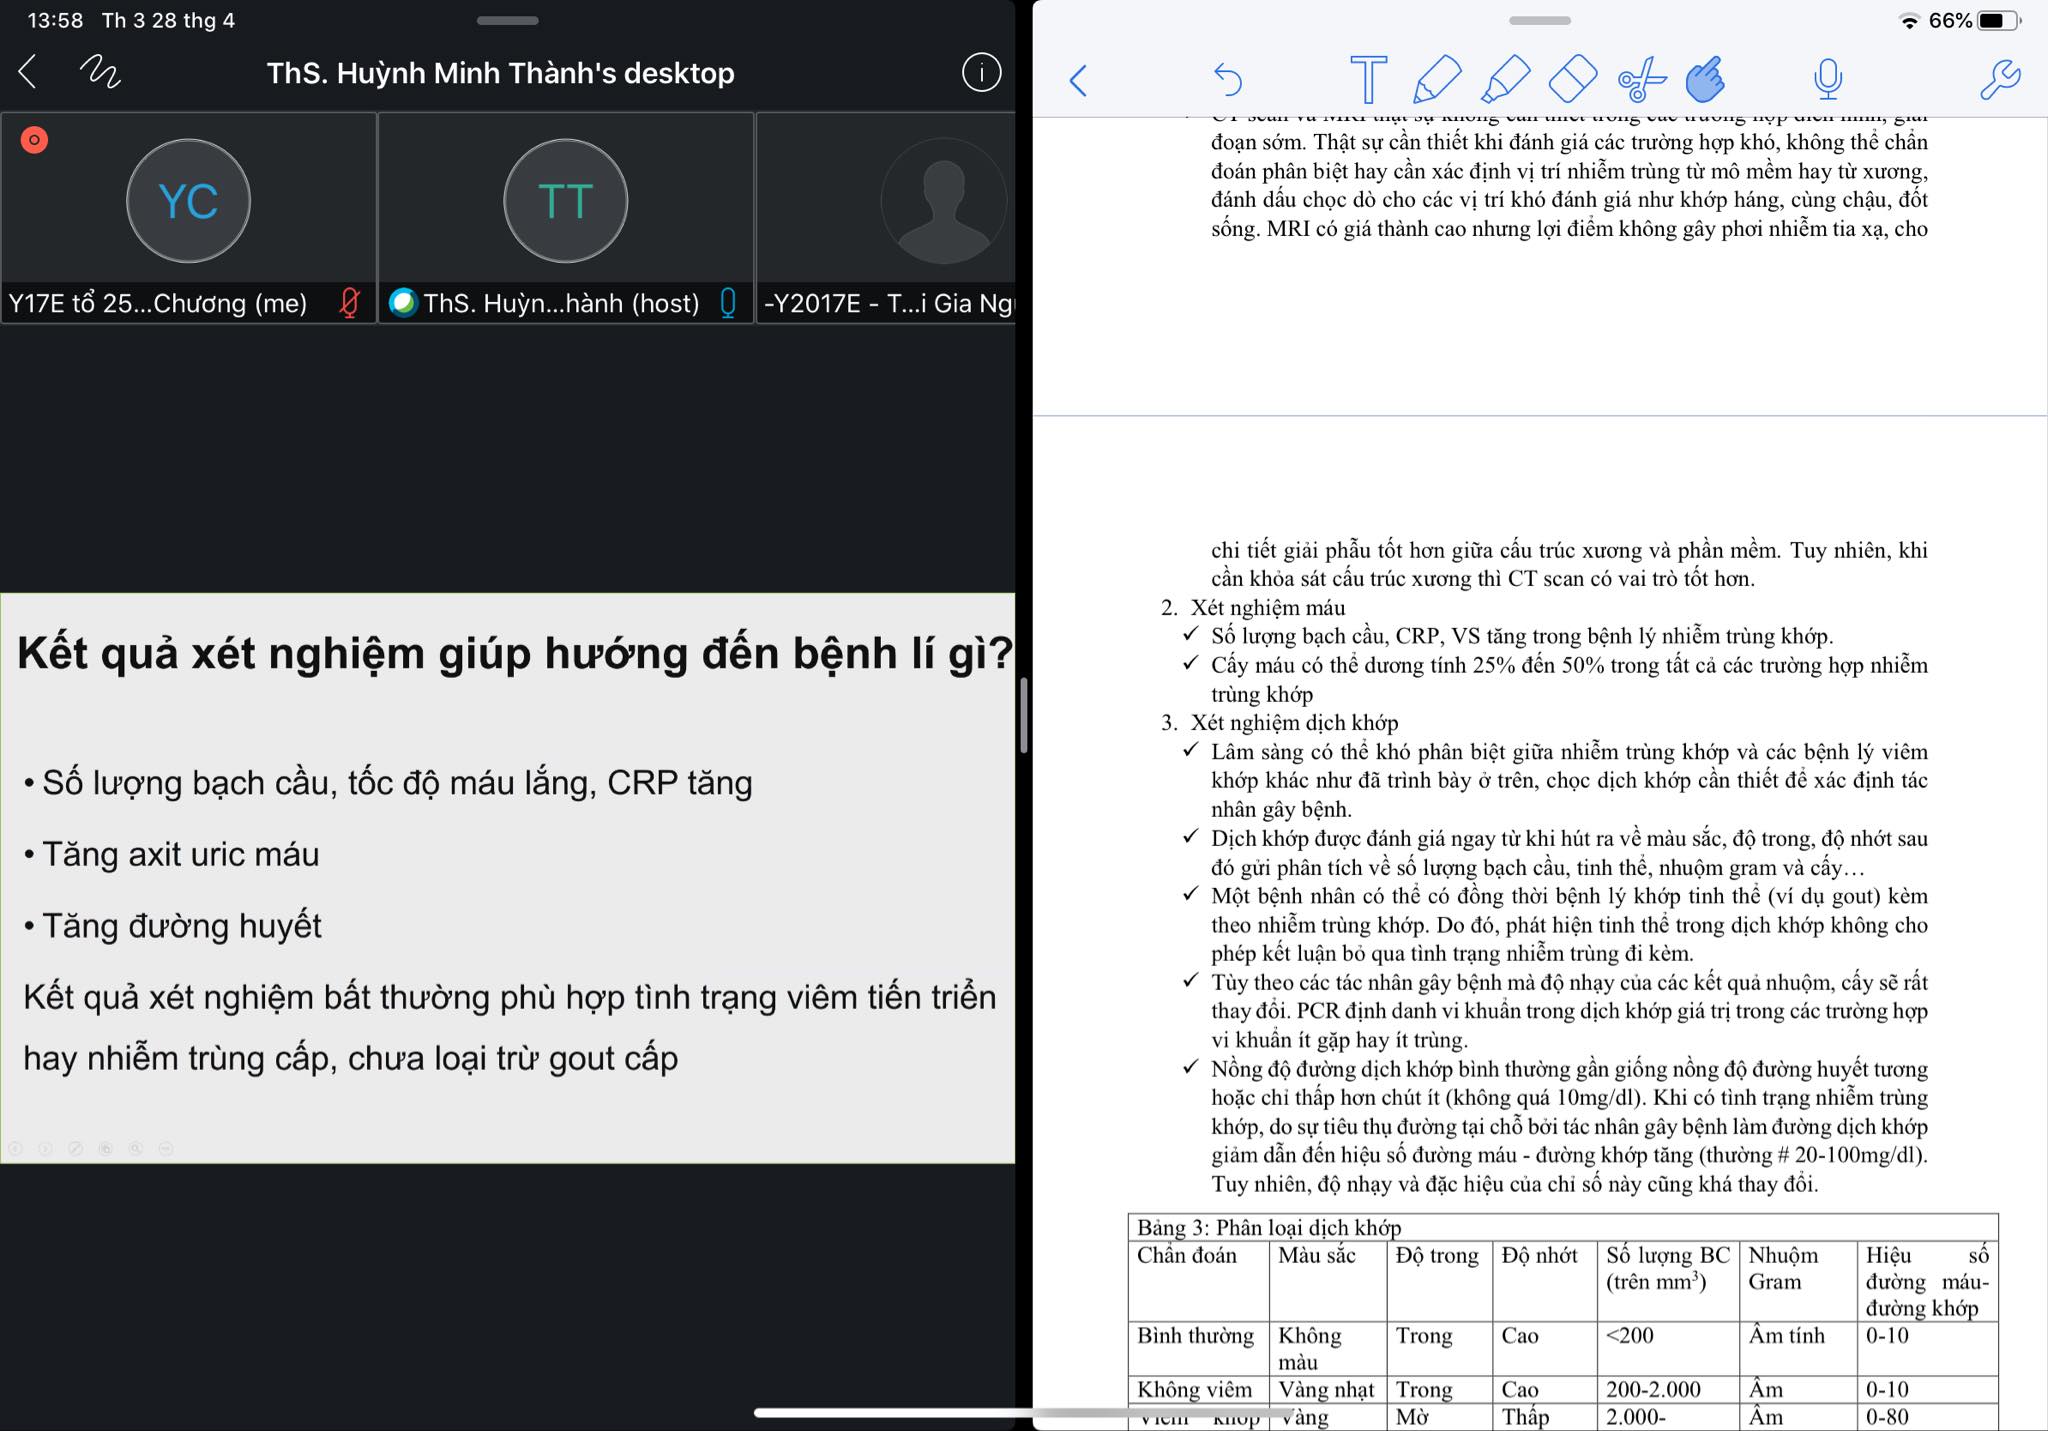 13:58 Th 3 28 thg 4
ThS. Huỳnh Minh Thành's desktop
YC
TT
Y17E tổ 25...Chương (me)
ThS. Huỳn...hành (host)
-Y2017E - T...i Gia Ng
Kết quả xét nghiệm giúp hướng đến bệnh lí gì?
• Số lượng bạch cầu, tốc độ máu lắng, CRP tăng
• Tăng axit uric máu
• Tăng đường huyết
Kết quả xét nghiệm bất thường phù hợp tình trạng viêm tiến triển
hay nhiễm trùng cấp, chưa loại trừ gout cấp
66%
CT scan và MRI thật sự không cần thiết trong các trường hợp điển hình, giai
đoạn sớm. Thật sự cần thiết khi đánh giá các trường hợp khó, không thể chẩn
đoán phân biệt hay cần xác định vị trí nhiễm trùng từ mô mềm hay từ xương,
đánh dấu chọc dò cho các vị trí khó đánh giá như khớp háng, cùng chậu, đốt
sống. MRI có giá thành cao nhưng lợi điểm không gây phơi nhiễm tia xạ, cho
chi tiết giải phẫu tốt hơn giữa cấu trúc xương và phần mềm. Tuy nhiên, khi
cần khỏa sát cấu trúc xương thì CT scan có vai trò tốt hơn.
2. Xét nghiệm máu
✓ Số lượng bạch cầu, CRP, VS tăng trong bệnh lý nhiễm trùng khớp.
✓ Cấy máu có thể dương tính 25% đến 50% trong tất cả các trường hợp nhiễm
trùng khớp
3. Xét nghiệm dịch khớp
✓ Lâm sàng có thể khó phân biệt giữa nhiễm trùng khớp và các bệnh lý viêm
khớp khác như đã trình bày ở trên, chọc dịch khớp cần thiết để xác định tác
nhân gây bệnh.
✓ Dịch khớp được đánh giá ngay từ khi hút ra về màu sắc, độ trong, độ nhớt sau
đó gửi phân tích về số lượng bạch cầu, tinh thể, nhuộm gram và cấy...
✓ Một bệnh nhân có thể có đồng thời bệnh lý khớp tinh thể (ví dụ gout) kèm
theo nhiễm trùng khớp. Do đó, phát hiện tinh thể trong dịch khớp không cho
phép kết luận bỏ qua tình trạng nhiễm trùng đi kèm.
✓ Tùy theo các tác nhân gây bệnh mà độ nhạy của các kết quả nhuộm, cấy sẽ rất
thay đổi. PCR định danh vi khuẩn trong dịch khớp giá trị trong các trường hợp
vi khuẩn ít gặp hay ít trùng.
✓ Nồng độ đường dịch khớp bình thường gần giống nồng độ đường huyết tương
hoặc chỉ thấp hơn chút ít (không quá 10mg/dl). Khi có tình trạng nhiễm trùng
khớp, do sự tiêu thụ đường tại chỗ bởi tác nhân gây bệnh làm đường dịch khớp
giảm dẫn đến hiệu số đường máu - đường khớp tăng (thường # 20-100mg/dl).
Tuy nhiên, độ nhạy và đặc hiệu của chỉ số này cũng khá thay đổi.
Bảng 3: Phân loại dịch khớp
Chẩn đoán Màu sắc Độ trong Độ nhớt Số lượng BC Nhuộm Hiệu số
(trên mm³) Gram đường máu-
đường khớp
Bình thường Không Trong Cao <200 Âm tính 0-10
màu
Không viêm Vàng nhạt Trong Cao 200-2.000 Âm 0-10
Viêm khớp Vàng Mờ Thấp 2.000- Âm 0-80